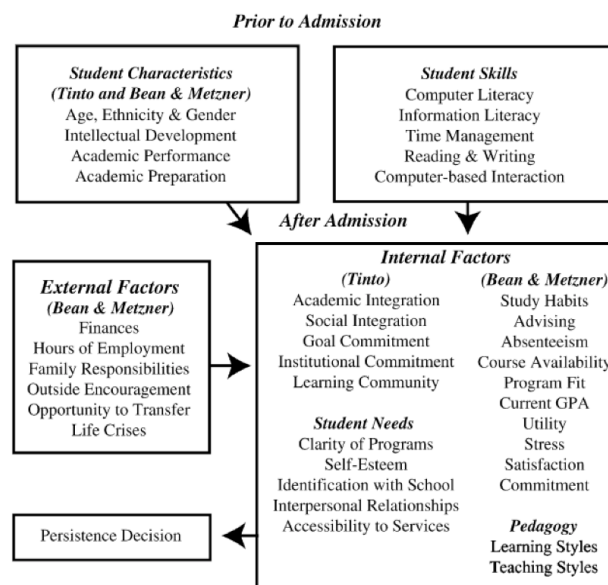 Prior to Admission
Student Characteristics
(Tinto and Bean & Metzner)
Age, Ethnicity & Gender
Intellectual Development
Academic Performance
Academic Preparation
Student Skills
Computer Literacy
Information Literacy
Time Management
Reading & Writing
Computer-based Interaction
After Admission
External Factors
(Bean & Metzner)
Finances
Hours of Employment
Family Responsibilities
Outside Encouragement
Opportunity to Transfer
Life Crises
Internal Factors
(Tinto)
Academic Integration
Social Integration
Goal Commitment
Institutional Commitment
Learning Community
Student Needs
Clarity of Programs
Self-Esteem
Identification with School
Interpersonal Relationships
Accessibility to Services
(Bean & Metzner)
Study Habits
Advising
Absenteeism
Course Availability
Program Fit
Current GPA
Utility
Stress
Satisfaction
Commitment
Pedagogy
Learning Styles
Teaching Styles
Persistence Decision